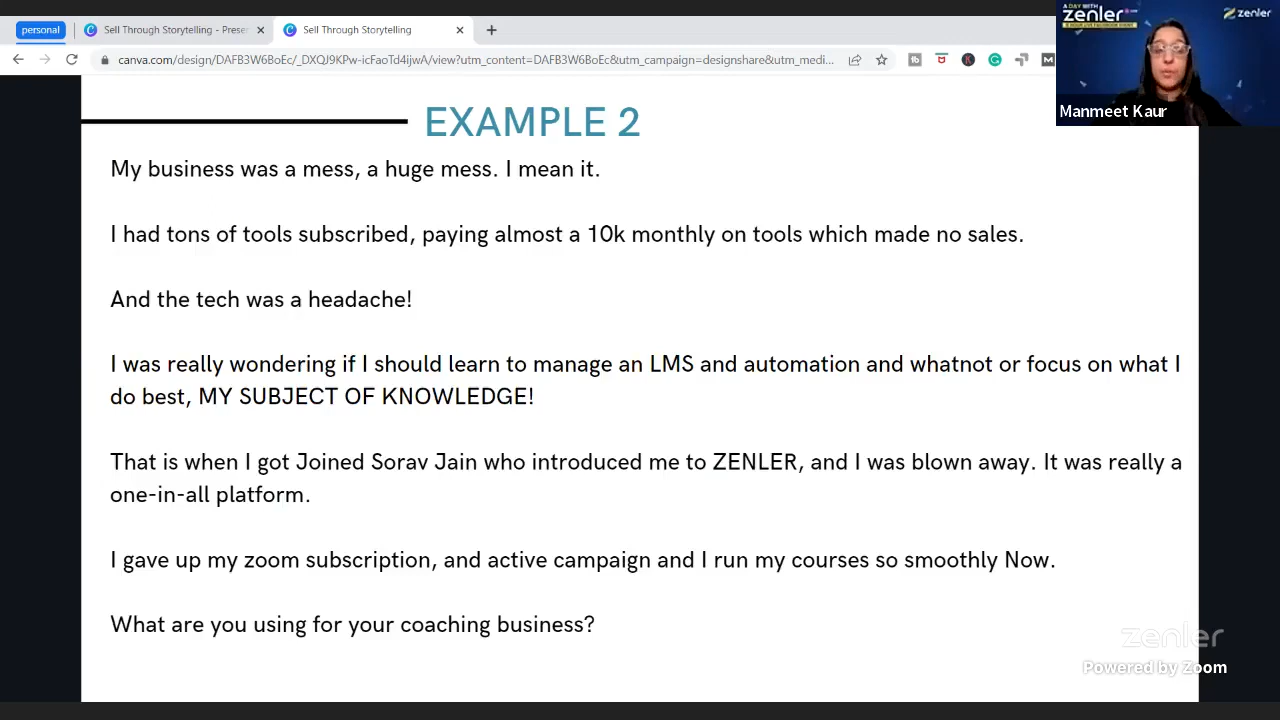 personal
Sell Through Storytelling - Presen
Sell Through Storytelling
canva.com/design/DAFB3W6BoEc/_DXQJ9KPw-icFaoTd4ijwA/view?utm_content=DAFB3W6BoEc&utm_campaign=designshare&utm_medi...
A DAY WITH
zenler
zenler
Manmeet Kaur
EXAMPLE 2
My business was a mess, a huge mess. I mean it.
I had tons of tools subscribed, paying almost a 10k monthly on tools which made no sales.
And the tech was a headache!
I was really wondering if I should learn to manage an LMS and automation and whatnot or focus on what I
do best, MY SUBJECT OF KNOWLEDGE!
That is when I got Joined Sorav Jain who introduced me to ZENLER, and I was blown away. It was really a
one-in-all platform.
I gave up my zoom subscription, and active campaign and I run my courses so smoothly Now.
What are you using for your coaching business?
zenler
Powered by Zoom